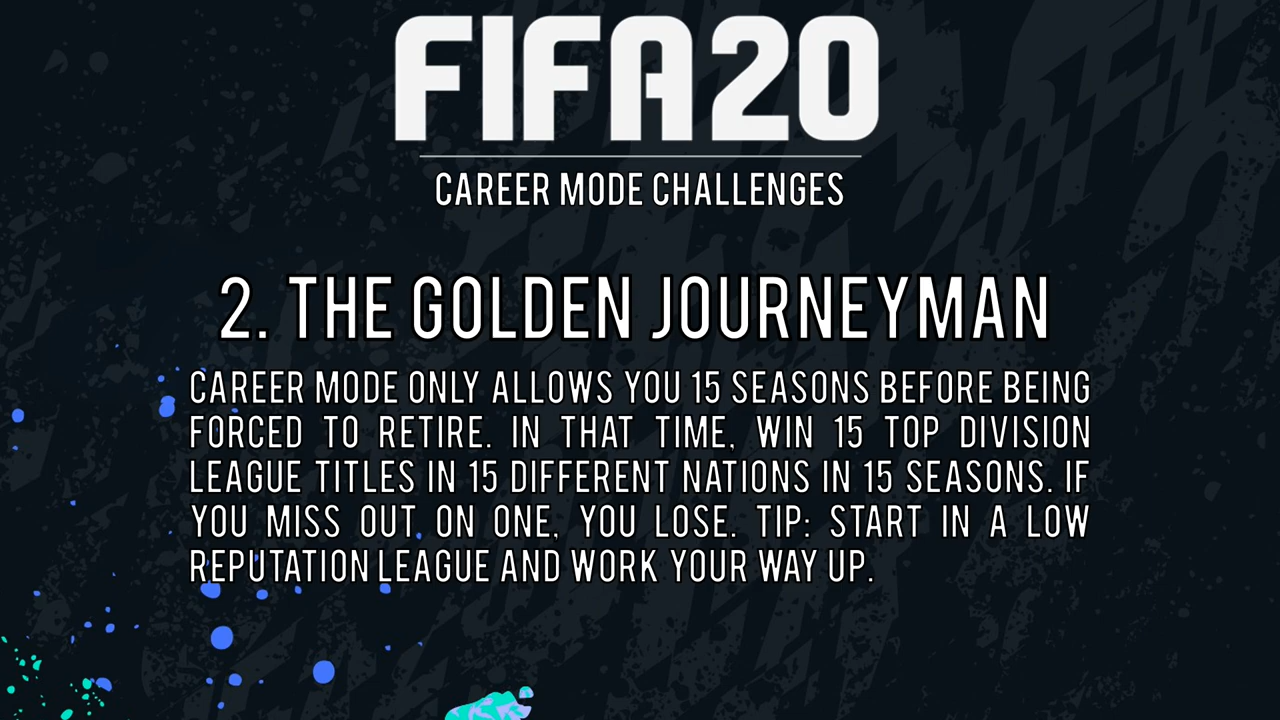 FIFA20
CAREER MODE CHALLENGES
2. THE GOLDEN JOURNEYMAN
CAREER MODE ONLY ALLOWS YOU 15 SEASONS BEFORE BEING
FORCED TO RETIRE. IN THAT TIME, WIN 15 TOP DIVISION
LEAGUE TITLES IN 15 DIFFERENT NATIONS IN 15 SEASONS. IF
YOU MISS OUT ON ONE, YOU LOSE. TIP: START IN A LOW
REPUTATION LEAGUE AND WORK YOUR WAY UP.